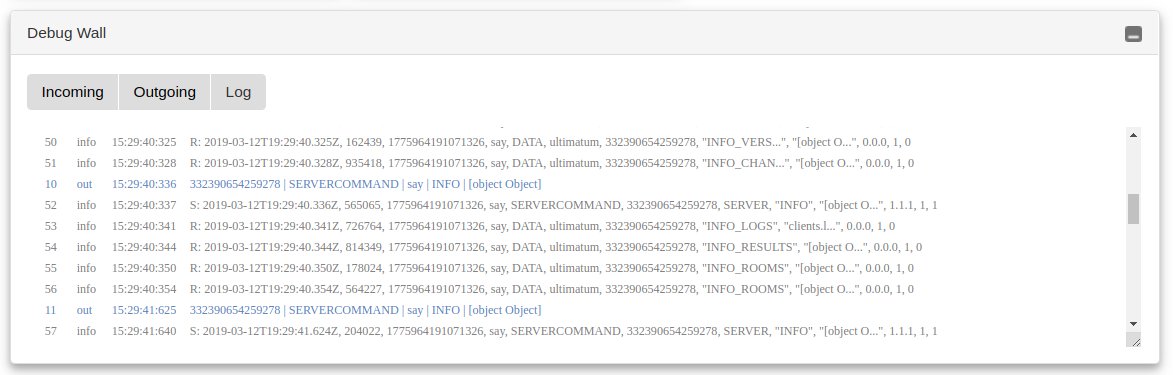 Debug Wall
Incoming Outgoing Log
50 info 15:29:40:325 R: 2019-03-12T19:29:40.325Z, 162439, 1775964191071326, say, DATA, ultimatum, 332390654259278, "INFO_VERS...", "[object O...", 0.0.0, 1, 0
51 info 15:29:40:328 R: 2019-03-12T19:29:40.328Z, 935418, 1775964191071326, say, DATA, ultimatum, 332390654259278, "INFO_CHAN...", "[object O...", 0.0.0, 1, 0
10 out 15:29:40:336 332390654259278 | SERVERCOMMAND | say | INFO | [object Object]
52 info 15:29:40:337 S: 2019-03-12T19:29:40.336Z, 565065, 1775964191071326, say, SERVERCOMMAND, 332390654259278, SERVER, "INFO", "[object O...", 1.1.1, 1, 1
53 info 15:29:40:341 R: 2019-03-12T19:29:40.341Z, 726764, 1775964191071326, say, DATA, ultimatum, 332390654259278, "INFO_LOGS", "clients.l...", 0.0.0, 1, 0
54 info 15:29:40:344 R: 2019-03-12T19:29:40.344Z, 814349, 1775964191071326, say, DATA, ultimatum, 332390654259278, "INFO_RESULTS", "[object O...", 0.0.0, 1, 0
55 info 15:29:40:350 R: 2019-03-12T19:29:40.350Z, 178024, 1775964191071326, say, DATA, ultimatum, 332390654259278, "INFO_ROOMS", "[object O...", 0.0.0, 1, 0
56 info 15:29:40:354 R: 2019-03-12T19:29:40.354Z, 564227, 1775964191071326, say, DATA, ultimatum, 332390654259278, "INFO_ROOMS", "[object O...", 0.0.0, 1, 0
11 out 15:29:41:625 332390654259278 | SERVERCOMMAND | say | INFO | [object Object]
57 info 15:29:41:640 S: 2019-03-12T19:29:41.624Z, 204022, 1775964191071326, say, SERVERCOMMAND, 332390654259278, SERVER, "INFO", "[object O...", 1.1.1, 1, 1